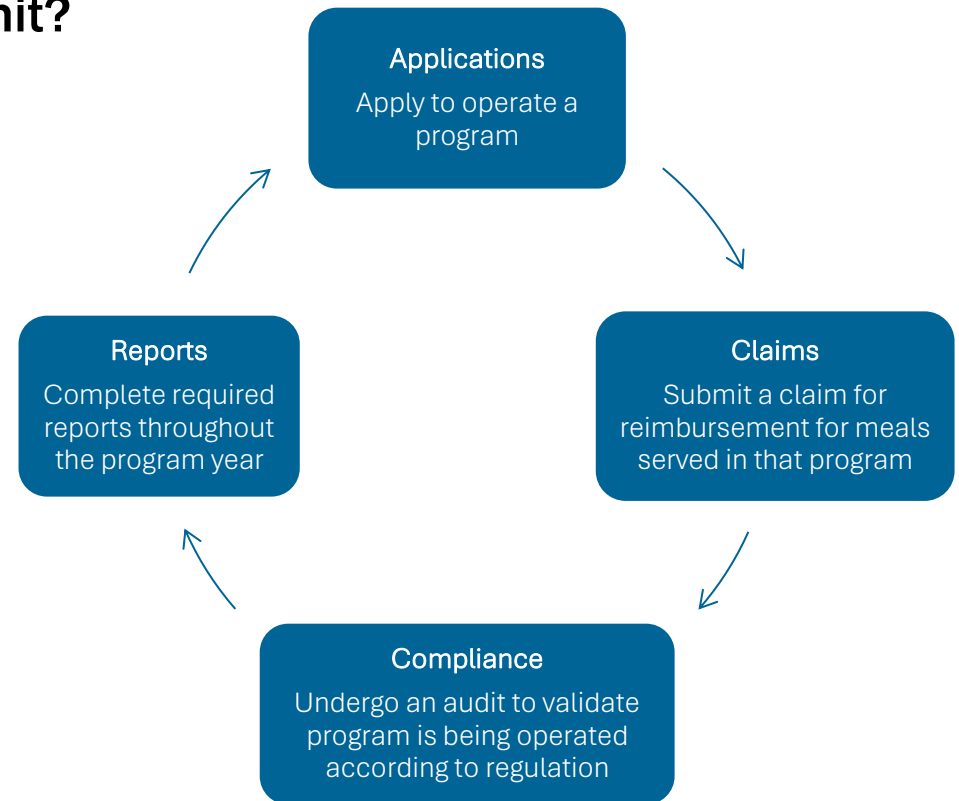 nit?
Applications
Apply to operate a
program
Claims
Submit a claim for
reimbursement for meals
served in that program
Compliance
Undergo an audit to validate
program is being operated
according to regulation
Reports
Complete required
reports throughout
the program year